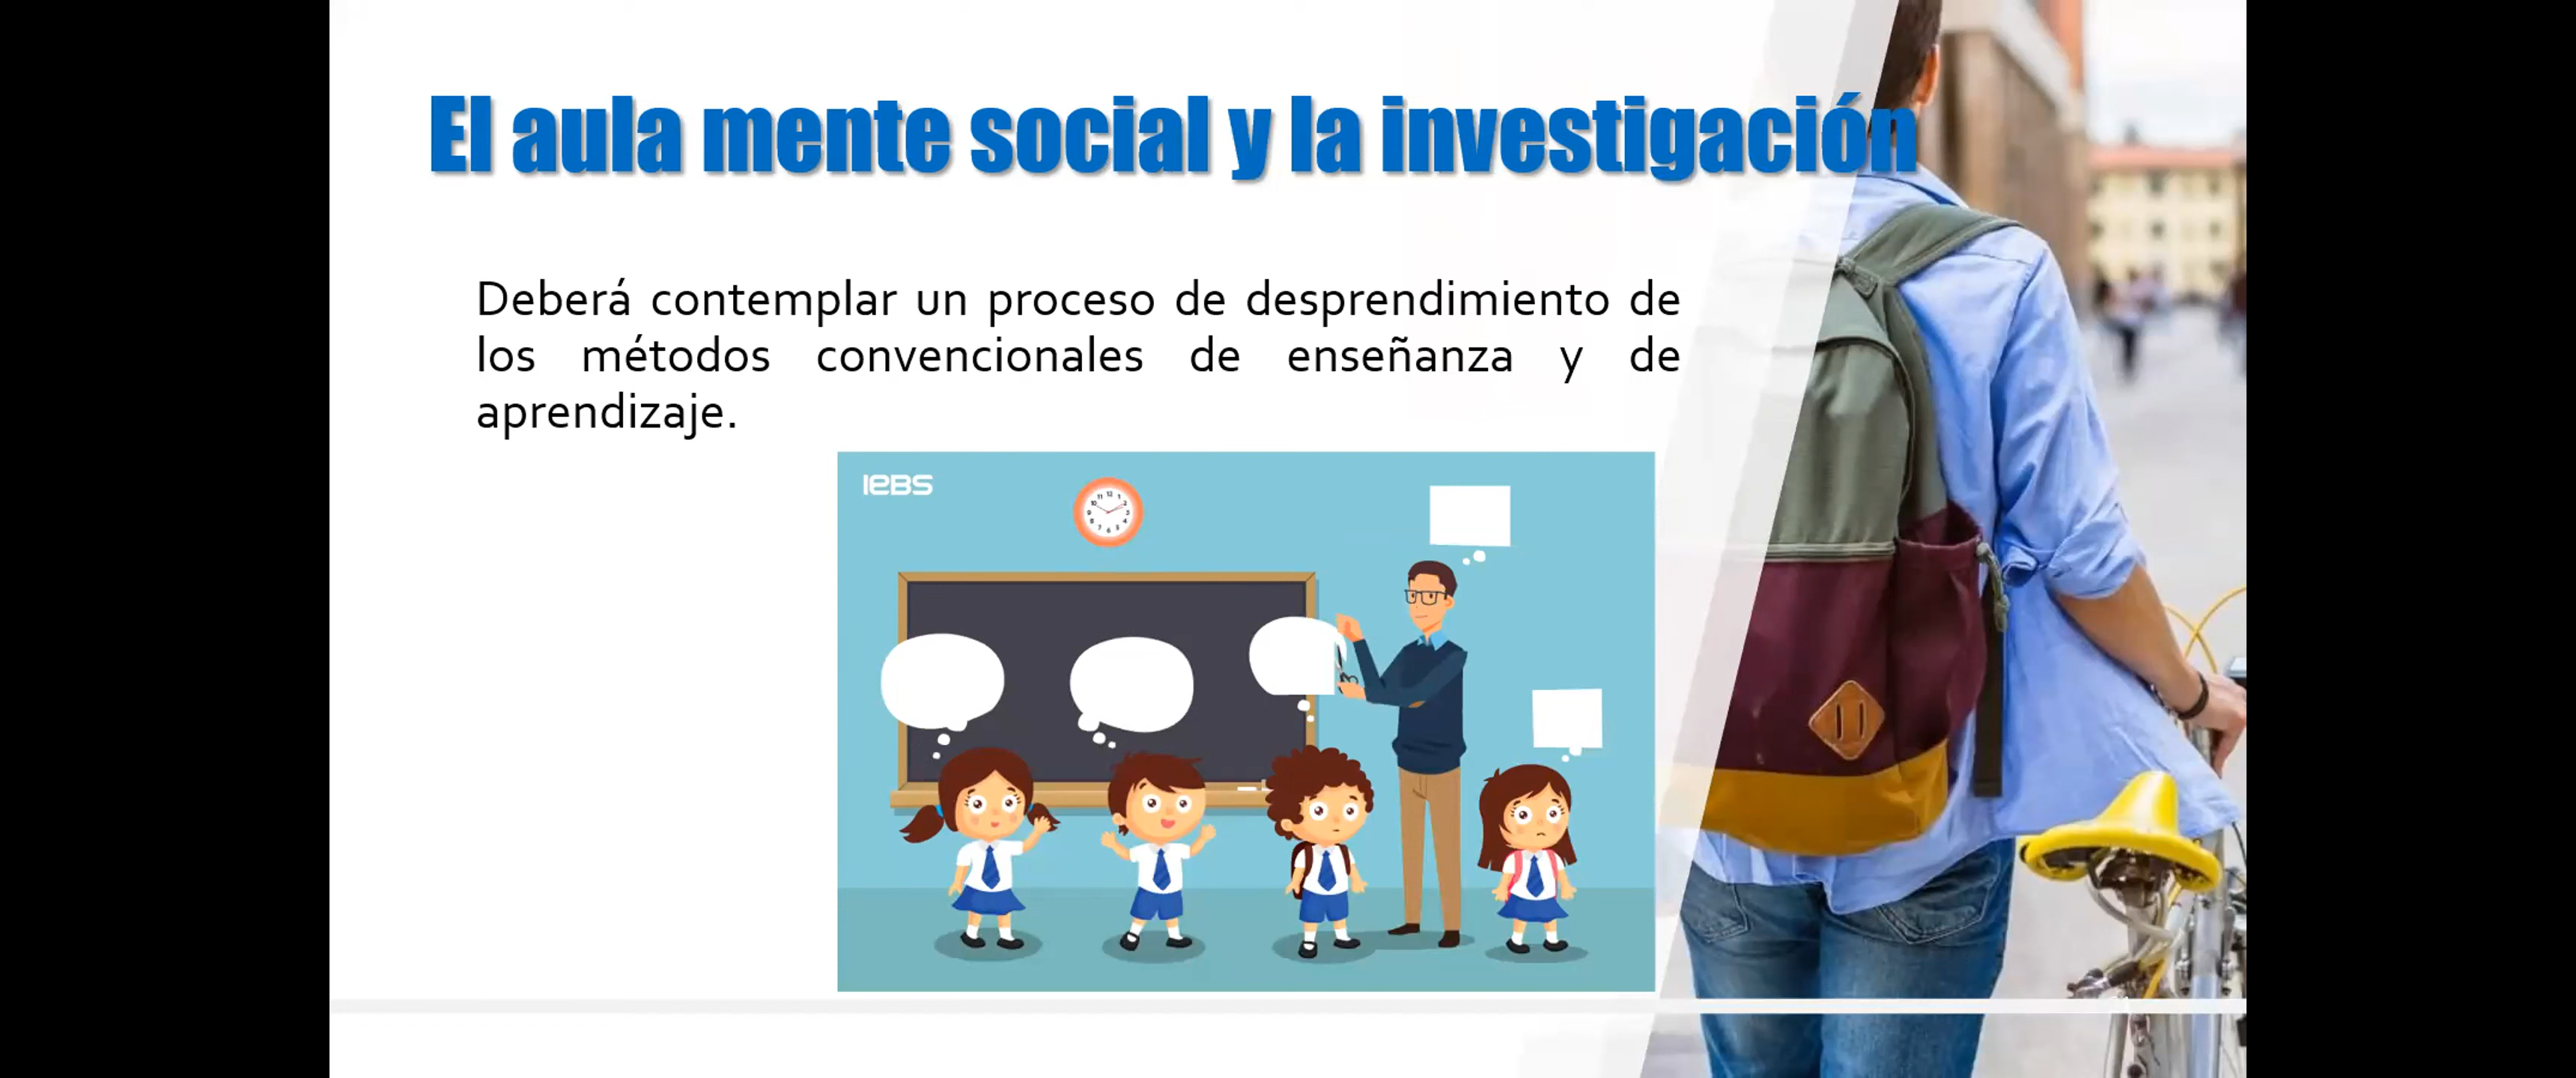 El aula mente social y la investigación
Deberá contemplar un proceso de desprendimiento de
los métodos convencionales de enseñanza y de
aprendizaje.
IEBS